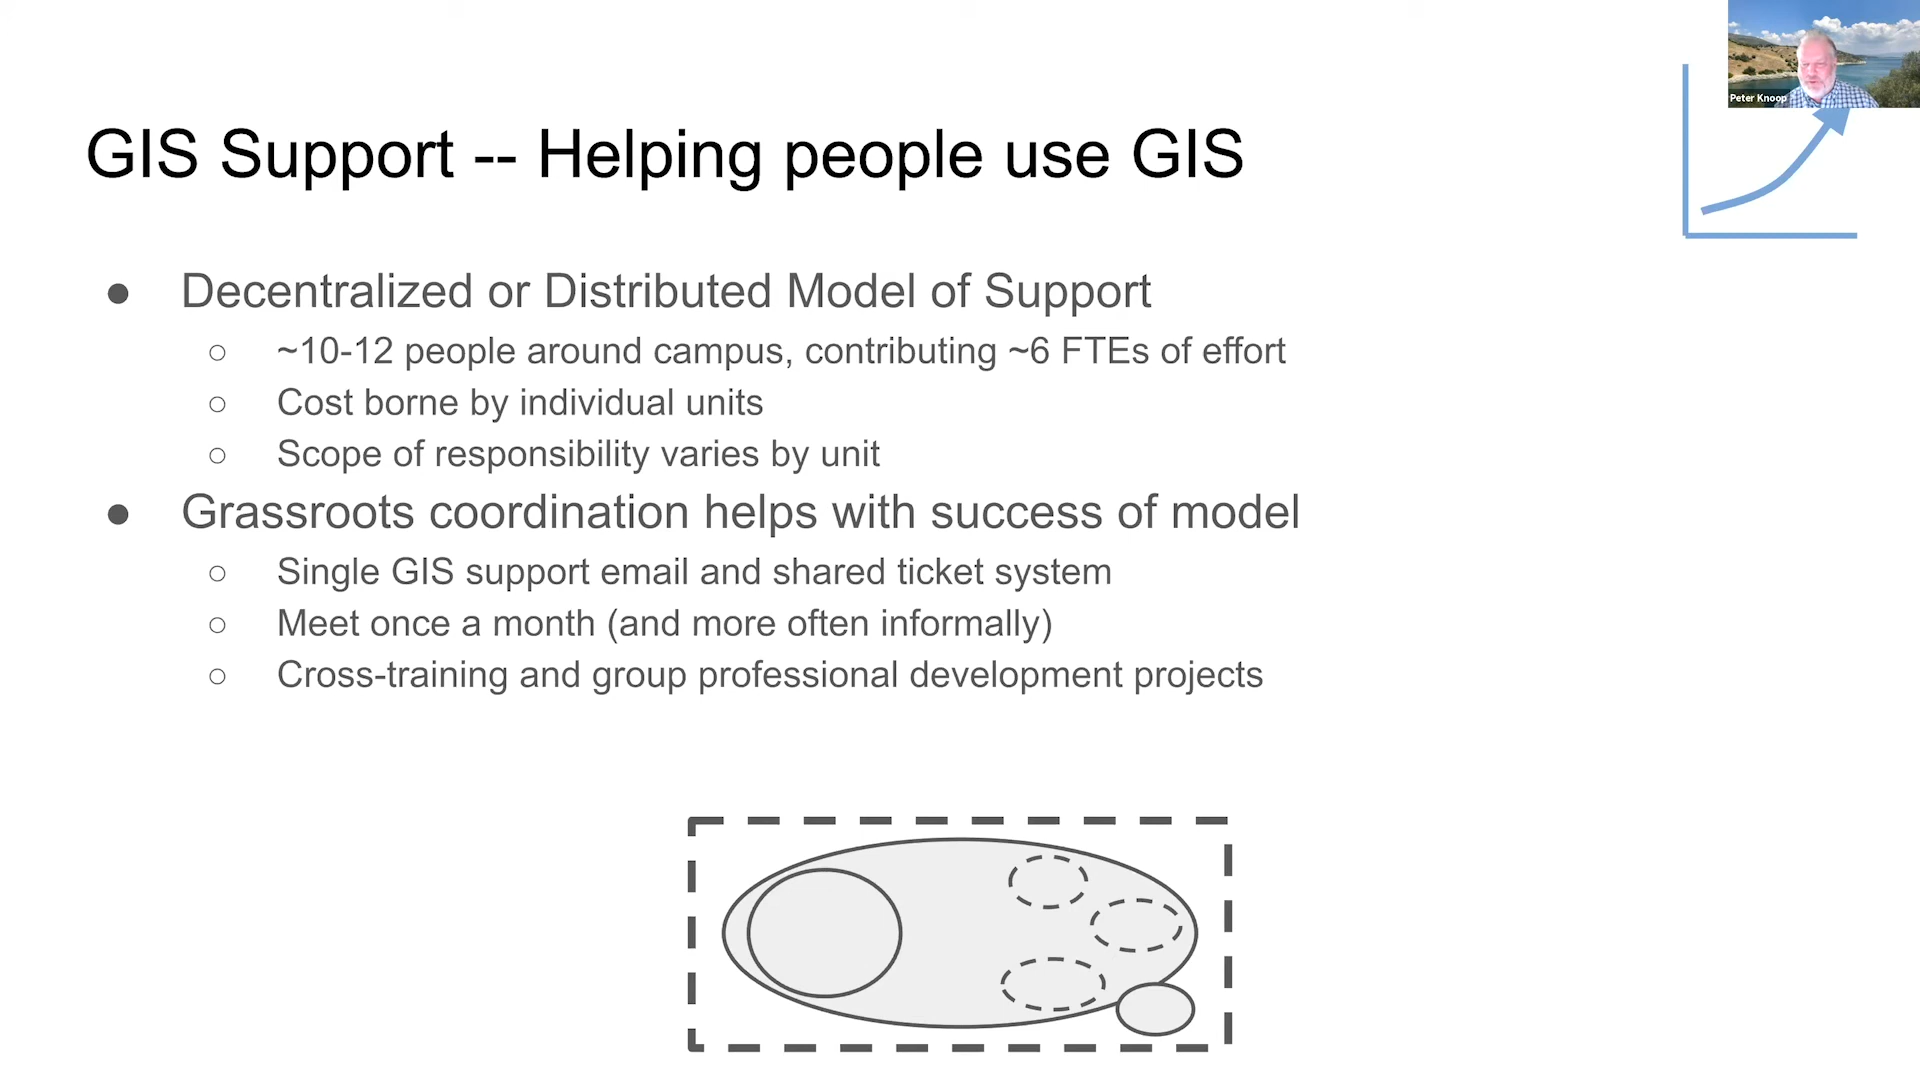 Peter Knoop
GIS Support -- Helping people use GIS
● Decentralized or Distributed Model of Support
○ ~10-12 people around campus, contributing ~6 FTEs of effort
○ Cost borne by individual units
○ Scope of responsibility varies by unit
● Grassroots coordination helps with success of model
○ Single GIS support email and shared ticket system
○ Meet once a month (and more often informally)
○ Cross-training and group professional development projects